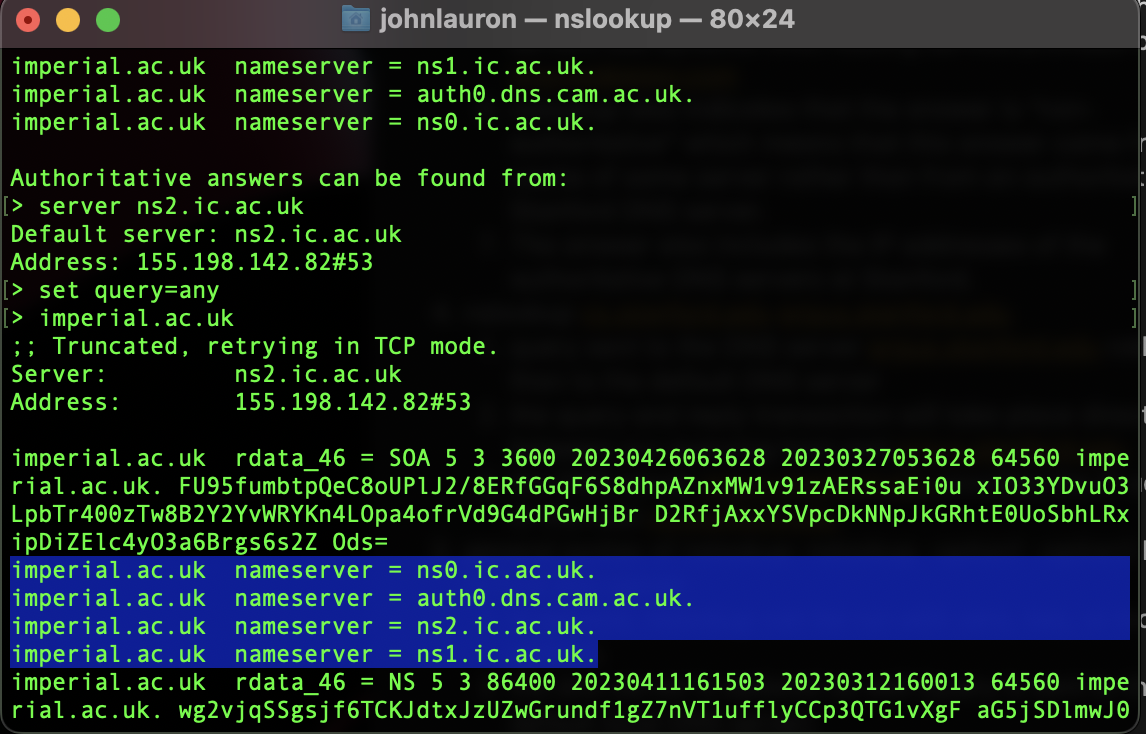 johnlauron — nslookup — 80×24
imperial.ac.uk  nameserver = ns1.ic.ac.uk.
imperial.ac.uk  nameserver = auth0.dns.cam.ac.uk.
imperial.ac.uk  nameserver = ns0.ic.ac.uk.
Authoritative answers can be found from:
[> server ns2.ic.ac.uk ]
Default server: ns2.ic.ac.uk
Address: 155.198.142.82#53
[> set query=any ]
[> imperial.ac.uk ]
;; Truncated, retrying in TCP mode.
Server:         ns2.ic.ac.uk
Address:        155.198.142.82#53
imperial.ac.uk  rdata_46 = SOA 5 3 3600 20230426063628 20230327053628 64560 impe
rial.ac.uk. FU95fumbtpQeC8oUPlJ2/8ERfGGqF6S8dhpAZnxMW1v91zAERssaEi0u xIO33YDvuO3
LpbTr400zTw8B2Y2YvWRYKn4LOpa4ofrVd9G4dPGwHjBr D2RfjAxxYSVpcDkNNpJkGRhtE0UoSbhLRx
ipDiZElc4yO3a6Brgs6s2Z Ods=
imperial.ac.uk  nameserver = ns0.ic.ac.uk.
imperial.ac.uk  nameserver = auth0.dns.cam.ac.uk.
imperial.ac.uk  nameserver = ns2.ic.ac.uk.
imperial.ac.uk  nameserver = ns1.ic.ac.uk.
imperial.ac.uk  rdata_46 = NS 5 3 86400 20230411161503 20230312160013 64560 impe
rial.ac.uk. wg2vjqSSgsjf6TCKJdtxJzUZwGrundf1gZ7nVT1ufflyCCp3QTG1vXgF aG5jSDlmwJ0